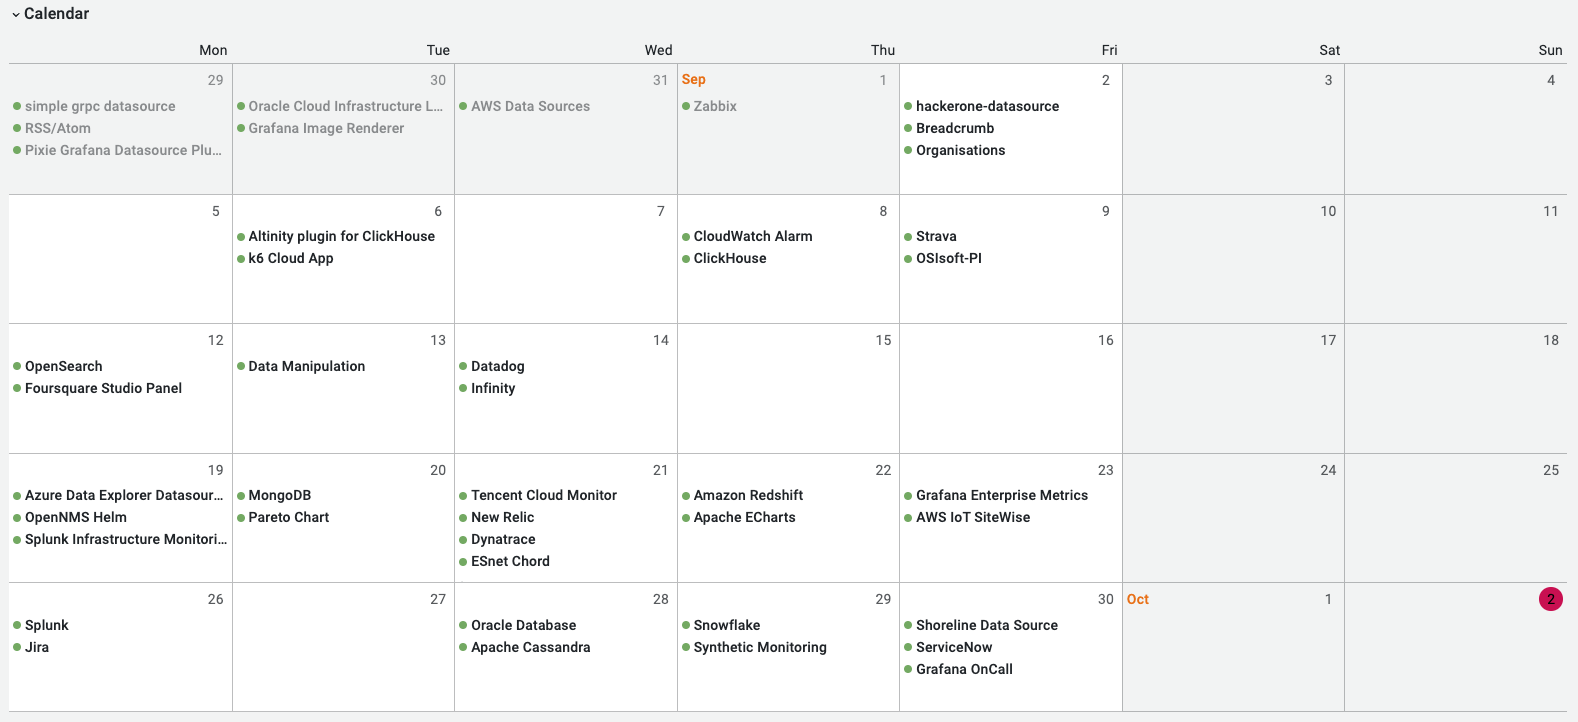 Calendar
Mon Tue Wed Thu Fri Sat Sun
29
simple grpc datasource
RSS/Atom
Pixie Grafana Datasource Plu...
30
Oracle Cloud Infrastructure L...
Grafana Image Renderer
31
AWS Data Sources
Sep 1
Zabbix
2
hackerone-datasource
Breadcrumb
Organisations
3
4
5
6
Altinity plugin for ClickHouse
k6 Cloud App
7
8
CloudWatch Alarm
ClickHouse
9
Strava
OSIsoft-PI
10
11
12
OpenSearch
Foursquare Studio Panel
13
Data Manipulation
14
Datadog
Infinity
15
16
17
18
19
Azure Data Explorer Datasour...
OpenNMS Helm
Splunk Infrastructure Monitori...
20
MongoDB
Pareto Chart
21
Tencent Cloud Monitor
New Relic
Dynatrace
ESnet Chord
22
Amazon Redshift
Apache ECharts
23
Grafana Enterprise Metrics
AWS IoT SiteWise
24
25
26
Splunk
Jira
27
28
Oracle Database
Apache Cassandra
29
Snowflake
Synthetic Monitoring
30
Shoreline Data Source
ServiceNow
Grafana OnCall
Oct 1
2